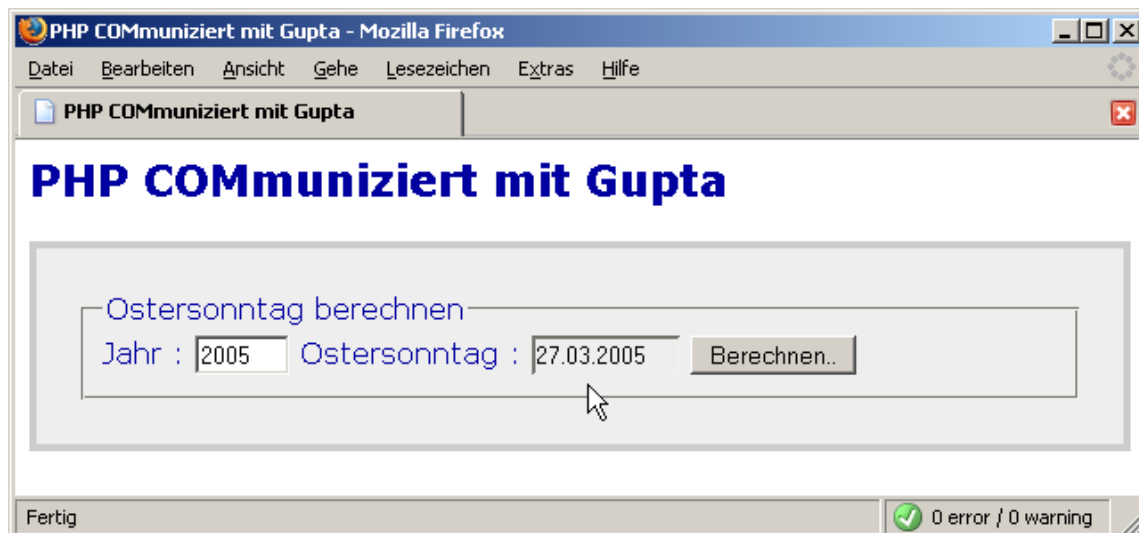 PHP COMmuniziert mit Gupta - Mozilla Firefox
Datei Bearbeiten Ansicht Gehe Lesezeichen Extras Hilfe
PHP COMmuniziert mit Gupta
PHP COMmuniziert mit Gupta
Ostersonntag berechnen
Jahr : 2005 Ostersonntag : 27.03.2005 Berechnen..
Fertig 0 error / 0 warning